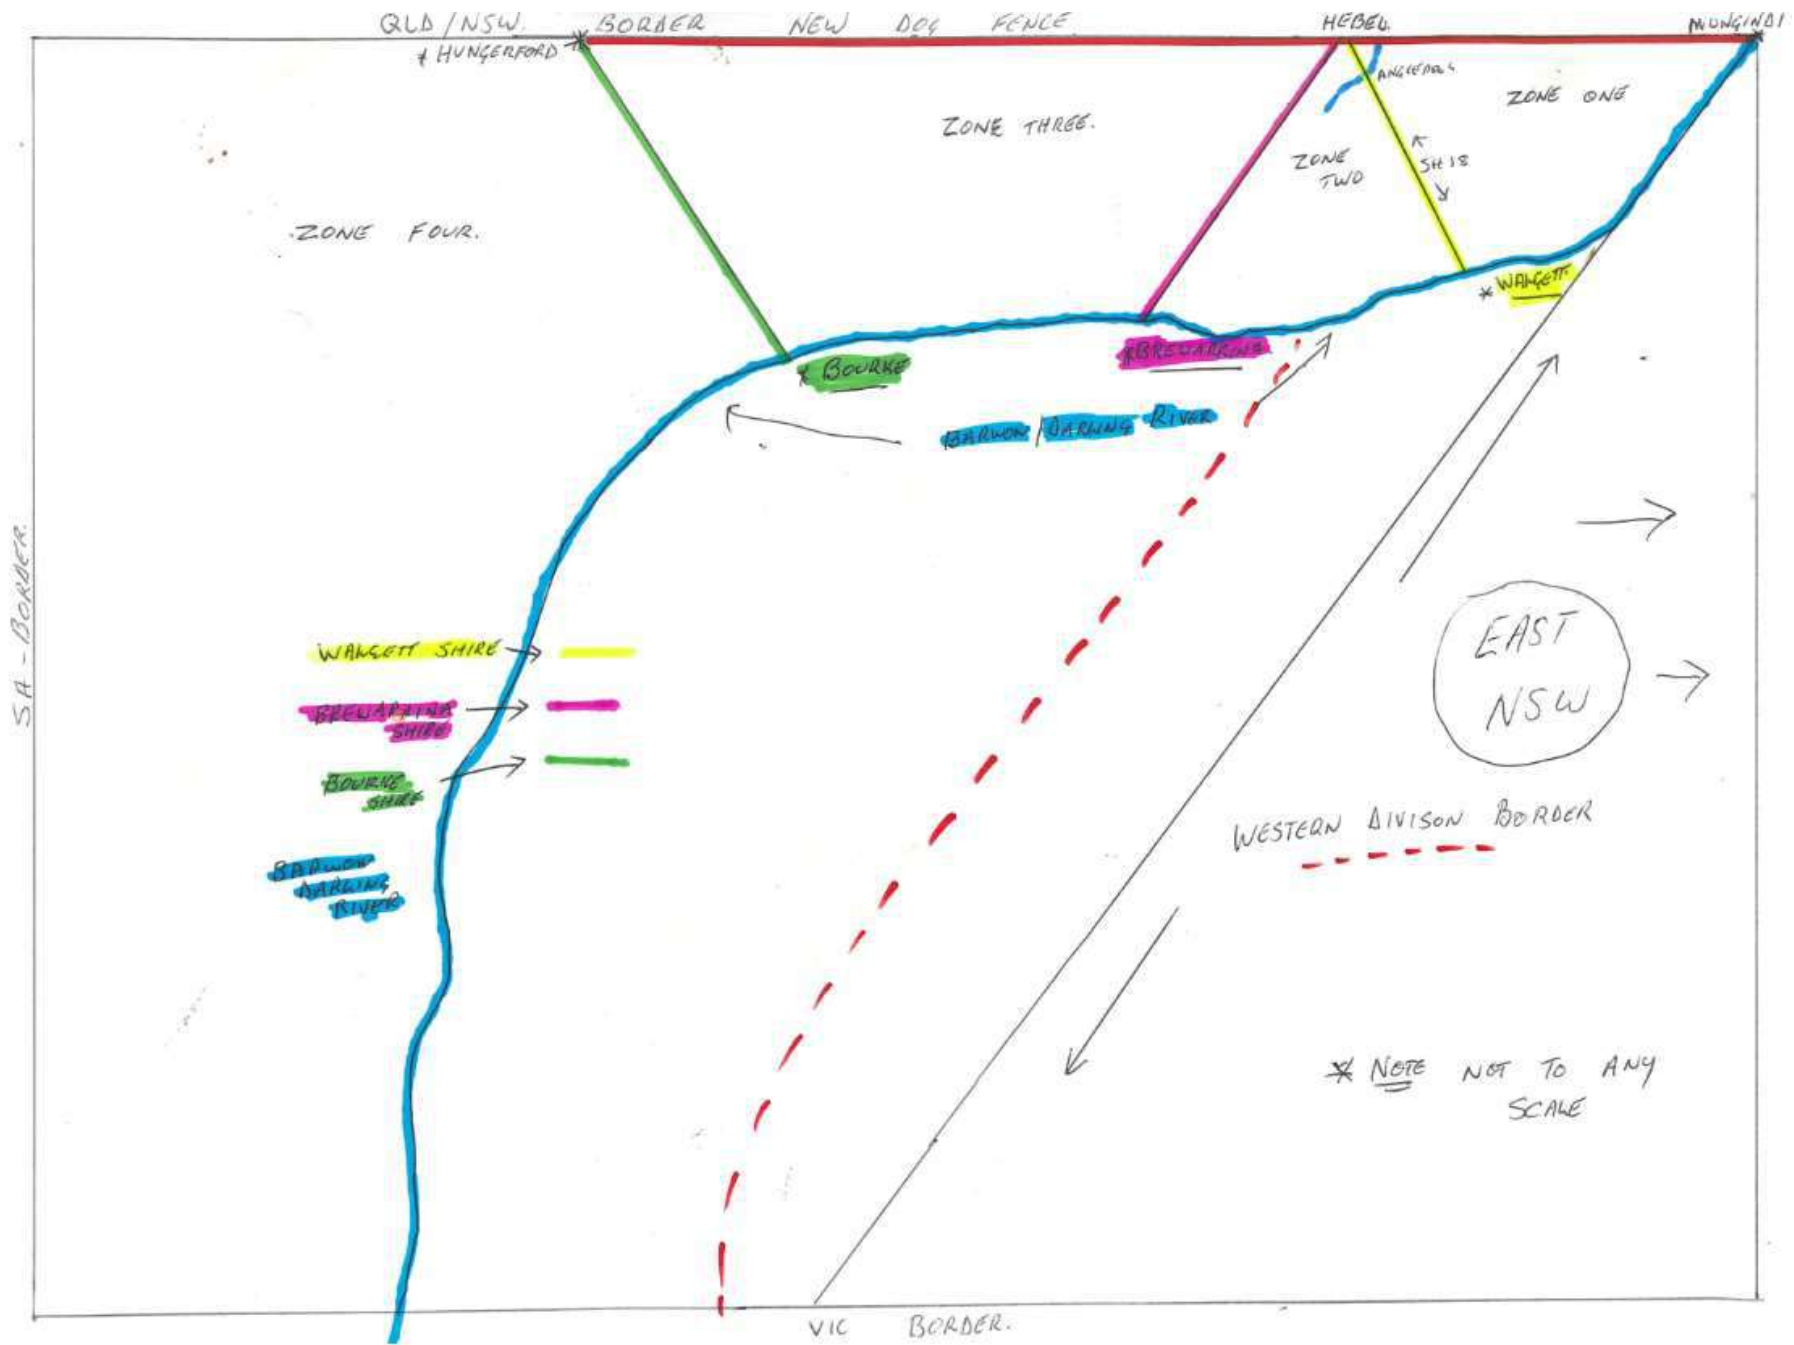 QLD/NSW. BORDER NEW DOG FENCE
HEBEL.
MUNGINDI
* HUNGERFORD
ZONE ONE
ZONE THREE.
ZONE
TWO
SH 18
ZONE FOUR.
* WALGETT
* BREWARRINA
* BOURKE
BARWON/DARLING RIVER
SA - BORDER.
WALGETT SHIRE
BREWARRINA
SHIRE
BOURKE
SHIRE
BARWON
DARLING
RIVER
EAST
NSW
WESTERN DIVISON BORDER
* NOTE NOT TO ANY
SCALE
VIC BORDER.